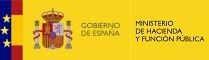 GOBIERNO
DE ESPAÑA
MINISTERIO
DE HACIENDA
Y FUNCIÓN PÚBLICA